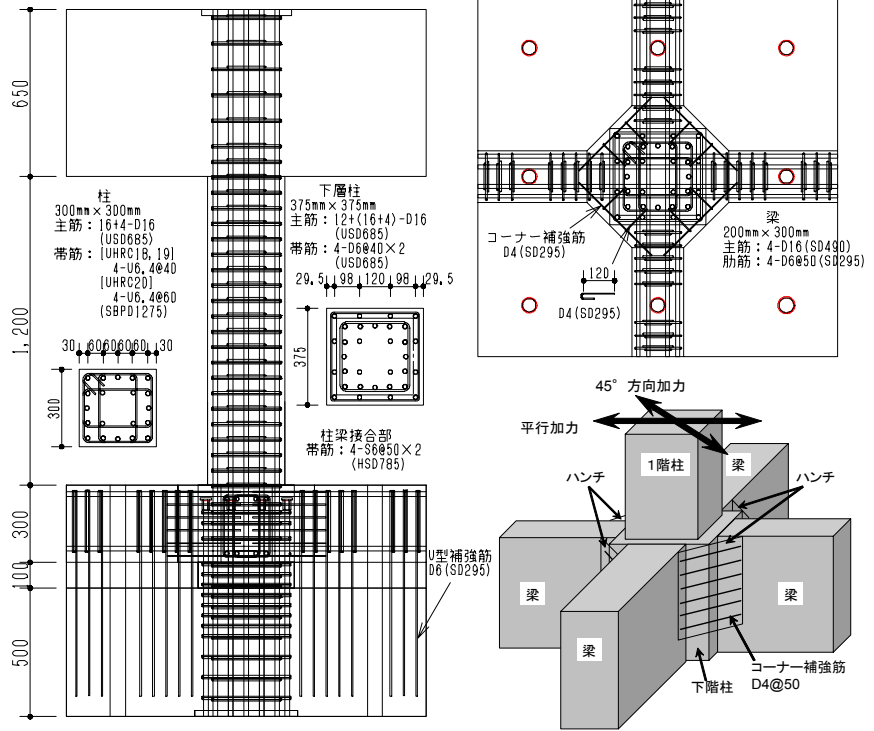 650
1,200
300
100
500
柱
300mm×300mm
主筋：16+4-D16
(USD685)
帯筋：[UHRC18,19]
4-U6.4@40
[UHRC20]
4-U6.4@60
(SBPD1275)
30 60606060 30
300
下層柱
375mm×375mm
主筋：12+(16+4)-D16
(USD685)
帯筋：4-D6@40×2
(USD685)
29.5 98 120 98 29.5
375
柱梁接合部
帯筋：4-S6@50×2
(HSD785)
U型補強筋
D6(SD295)
コーナー補強筋
D4(SD295)
120
D4(SD295)
梁
200mm×300mm
主筋：4-D16(SD490)
肋筋：4-D6@50(SD295)
45°方向加力
平行加力
1階柱
梁
ハンチ
ハンチ
梁
梁
梁
下階柱
コーナー補強筋
D4@50